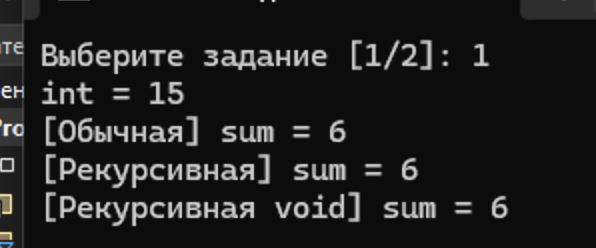 Выберите задание [1/2]: 1
int = 15
[Обычная] sum = 6
[Рекурсивная] sum = 6
[Рекурсивная void] sum = 6